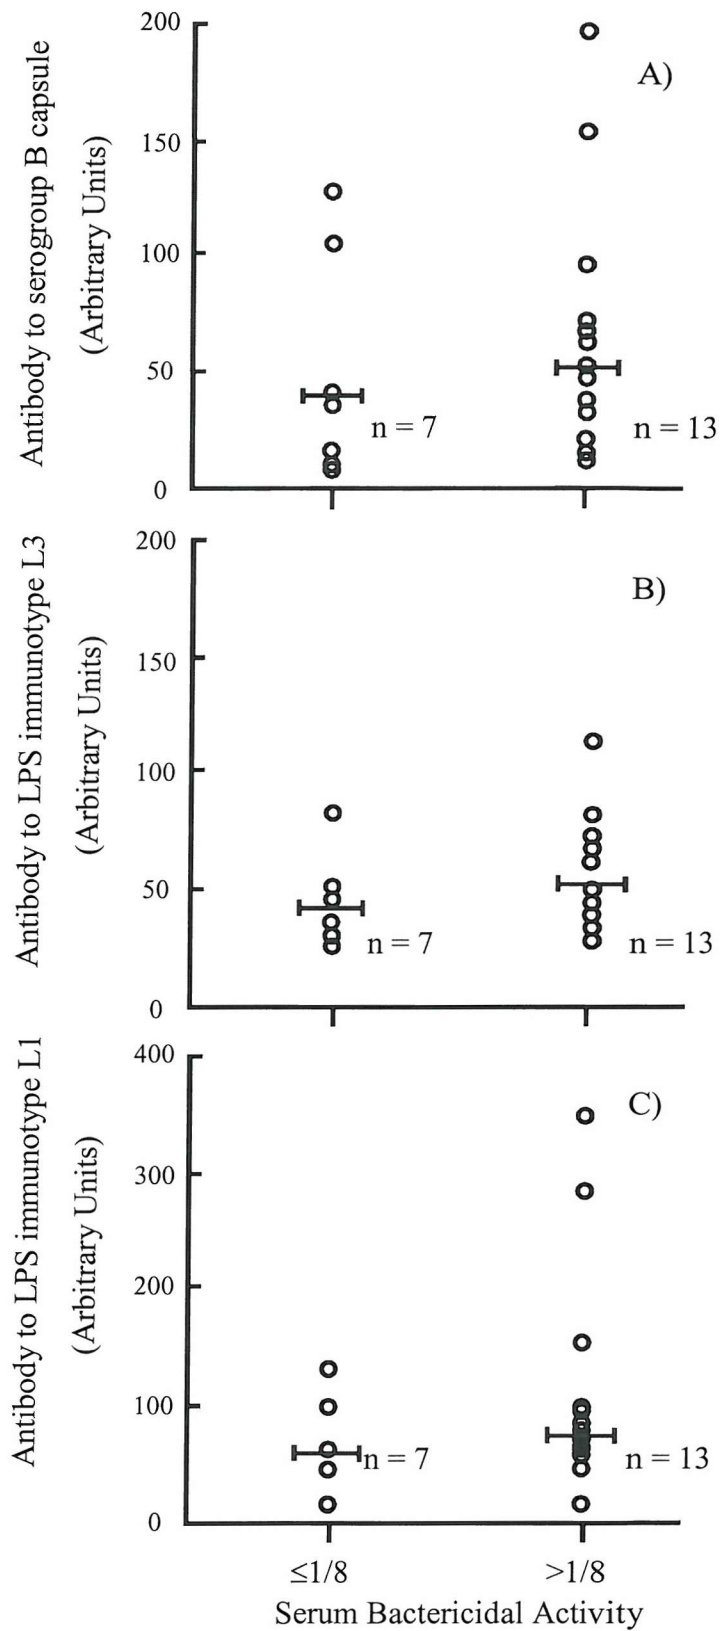 Antibody to serogroup B capsule
(Arbitrary Units)
200
150
100
50
0
A)
n = 7
n = 13
Antibody to LPS immunotype L3
(Arbitrary Units)
200
150
100
50
0
B)
n = 7
n = 13
Antibody to LPS immunotype L1
(Arbitrary Units)
400
300
200
100
0
C)
n = 7
n = 13
≤1/8
>1/8
Serum Bactericidal Activity